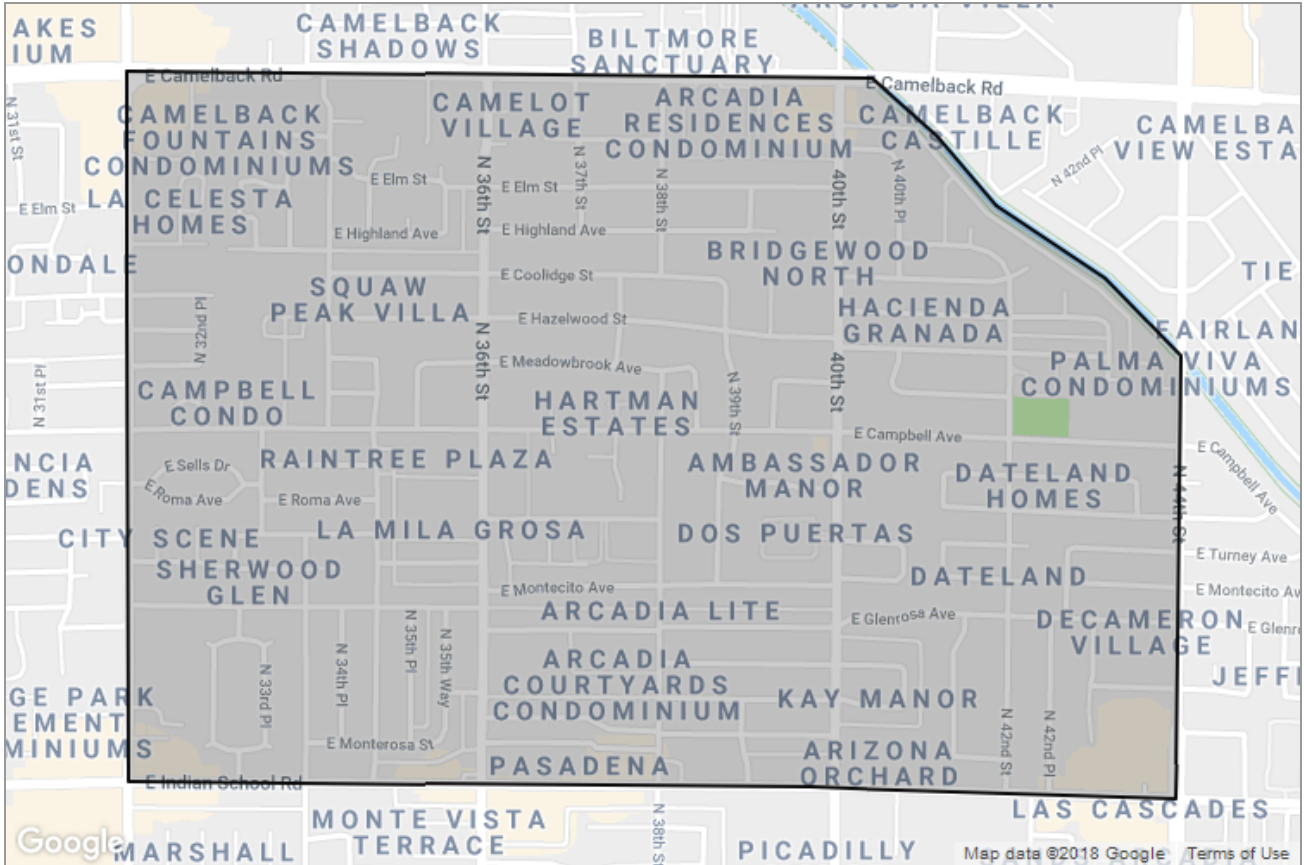 ARCADIA VILLA
AKES
IUM
CAMELBACK
SHADOWS
BILTMORE
SANCTUARY
E Camelback Rd
E Camelback Rd
N 31st St
CAMELBACK
FOUNTAINS
CONDOMINIUMS
CAMELOT
VILLAGE
ARCADIA
RESIDENCES
CONDOMINIUM
CAMELBACK
CASTILLE
CAMELBA
VIEW ESTA
N 42nd Pl
N 36th St
N 37th St
N 38th St
40th St
N 40th Pl
E Elm St
E Elm St
E Elm St
LA CELESTA
HOMES
E Highland Ave
E Highland Ave
ONDALE
BRIDGEWOOD
NORTH
TIE
E Coolidge St
SQUAW
PEAK VILLA
HACIENDA
GRANADA
E Hazelwood St
FAIRLAN
N 32nd Pl
N 36th St
E Meadowbrook Ave
40th St
PALMA VIVA
CONDOMINIUMS
N 31st Pl
CAMPBELL
CONDO
HARTMAN
ESTATES
N 39th St
E Campbell Ave
E Campbell Ave
NCIA
DENS
E Sells Dr
RAINTREE PLAZA
AMBASSADOR
MANOR
DATELAND
HOMES
N 44th St
E Roma Ave
E Roma Ave
CITY SCENE
LA MILA GROSA
DOS PUERTAS
E Turney Ave
SHERWOOD
GLEN
DATELAND
E Montecito Ave
E Montecito Av
ARCADIA LITE
E Glenrosa Ave
DECAMERON
VILLAGE
E Glenr
N 33rd Pl
N 34th Pl
N 35th Pl
N 35th Way
ARCADIA
COURTYARDS
CONDOMINIUM
KAY MANOR
JEFF
GE PARK
EMENT
MINIUMS
N 42nd St
N 42nd Pl
E Monterosa St
PASADENA
ARIZONA
ORCHARD
E Indian School Rd
LAS CASCADES
MONTE VISTA
TERRACE
N 38th St
Google
MARSHALL
PICADILLY
Map data ©2018 Google
Terms of Use